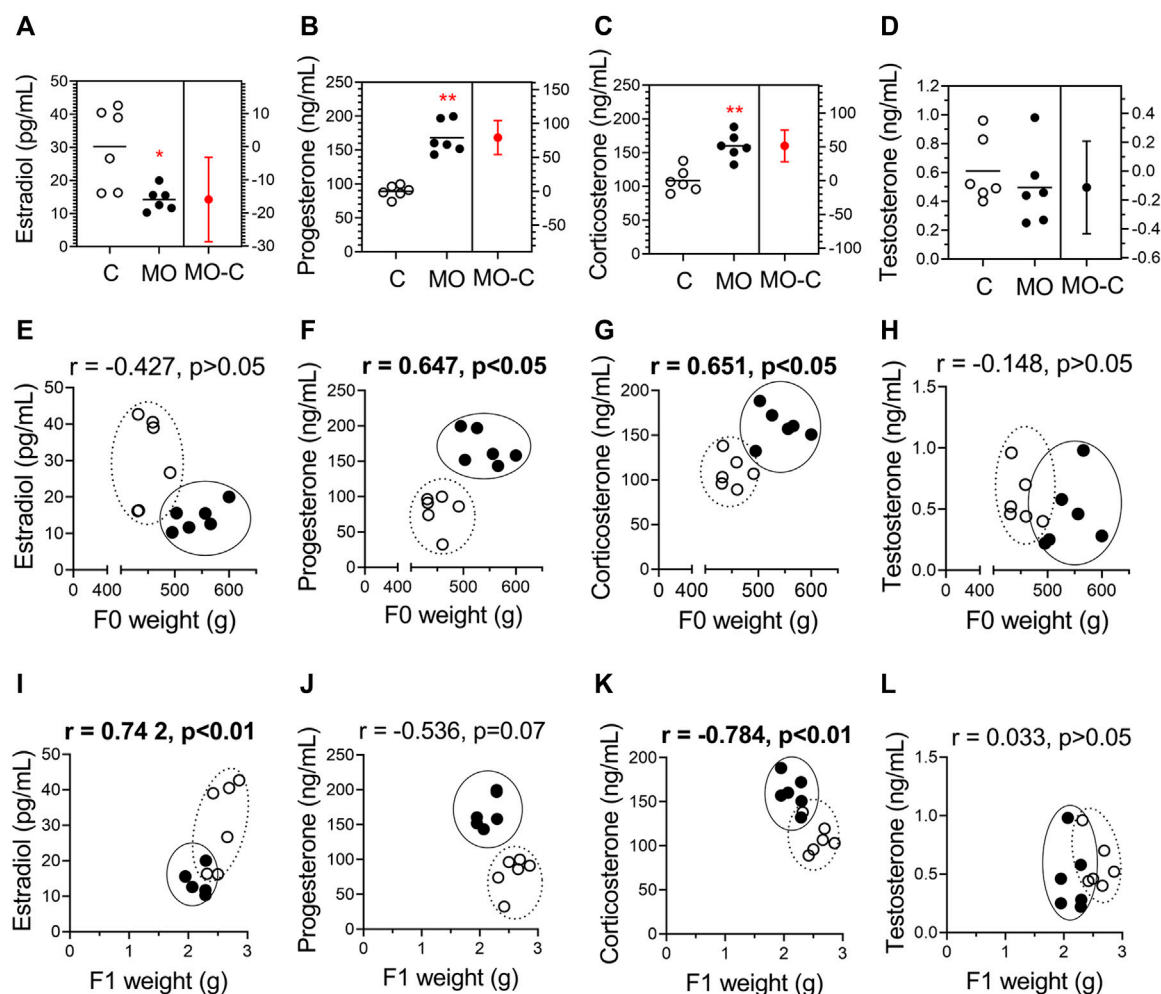 A
B
C
D
Estradiol (pg/mL)
50
40
30
20
10
0
10
0
-10
-20
-30
*
C MO MO-C
Progesterone (ng/mL)
250
200
150
100
50
0
150
100
50
0
-50
**
C MO MO-C
Corticosterone (ng/mL)
250
200
150
100
50
0
100
50
0
-50
-100
**
C MO MO-C
Testosterone (ng/mL)
1.2
1.0
0.8
0.6
0.4
0.2
0.0
0.4
0.2
0.0
-0.2
-0.4
-0.6
C MO MO-C
E
r = -0.427, p>0.05
Estradiol (pg/mL)
50
40
30
20
10
0
400 500 600
F0 weight (g)
F
r = 0.647, p<0.05
Progesterone (ng/mL)
250
200
150
100
50
0
400 500 600
F0 weight (g)
G
r = 0.651, p<0.05
Corticosterone (ng/mL)
200
150
100
50
0
400 500 600
F0 weight (g)
H
r = -0.148, p>0.05
Testosterone (ng/mL)
1.5
1.0
0.5
0.0
400 500 600
F0 weight (g)
I
r = 0.74 2, p<0.01
Estradiol (pg/mL)
50
40
30
20
10
0
0 1 2 3
F1 weight (g)
J
r = -0.536, p=0.07
Progesterone (ng/mL)
250
200
150
100
50
0
0 1 2 3
F1 weight (g)
K
r = -0.784, p<0.01
Corticosterone (ng/mL)
200
150
100
50
0
0 1 2 3
F1 weight (g)
L
r = 0.033, p>0.05
Testosterone (ng/mL)
1.5
1.0
0.5
0.0
0 1 2 3
F1 weight (g)